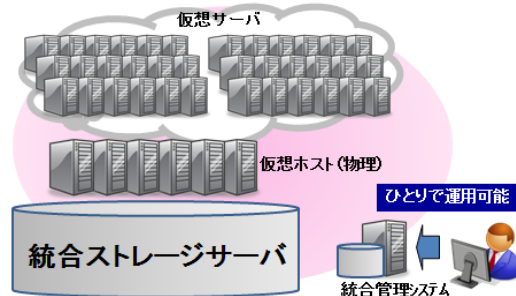 仮想サーバ
仮想ホスト(物理)
ひとりで運用可能
統合ストレージサーバ
統合管理システム